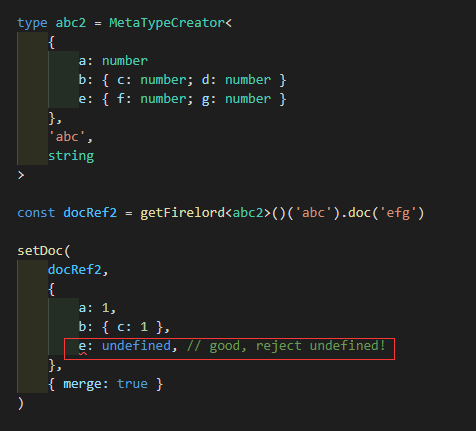 type abc2 = MetaTypeCreator<
{
a: number
b: { c: number; d: number }
e: { f: number; g: number }
},
'abc',
string
>
const docRef2 = getFirelord<abc2>()('abc').doc('efg')
setDoc(
docRef2,
{
a: 1,
b: { c: 1 },
e: undefined, // good, reject undefined!
},
{ merge: true }
)